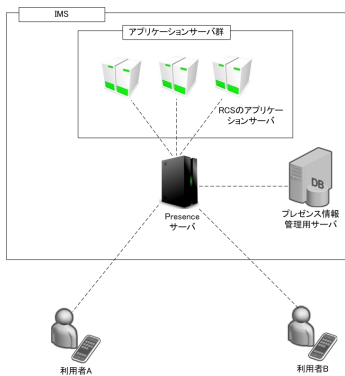 IMS
アプリケーションサーバ群
RCSのアプリケー
ションサーバ
DB
Presence
サーバ
プレゼンス情報
管理用サーバ
利用者A
利用者B